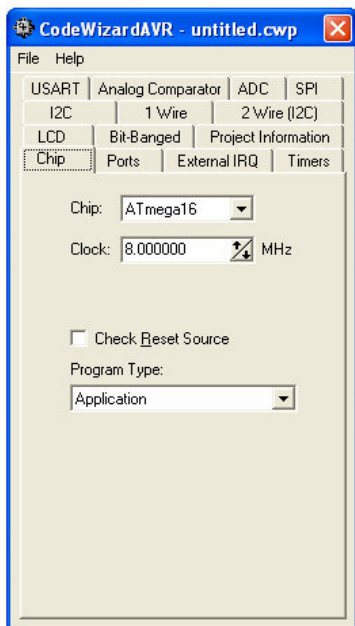 CodeWizardAVR - untitled.cwp
File Help
USART Analog Comparator ADC SPI
I2C 1 Wire 2 Wire (I2C)
LCD Bit-Banged Project Information
Chip Ports External IRQ Timers
Chip: ATmega16
Clock: 8.000000 MHz
Check Reset Source
Program Type:
Application